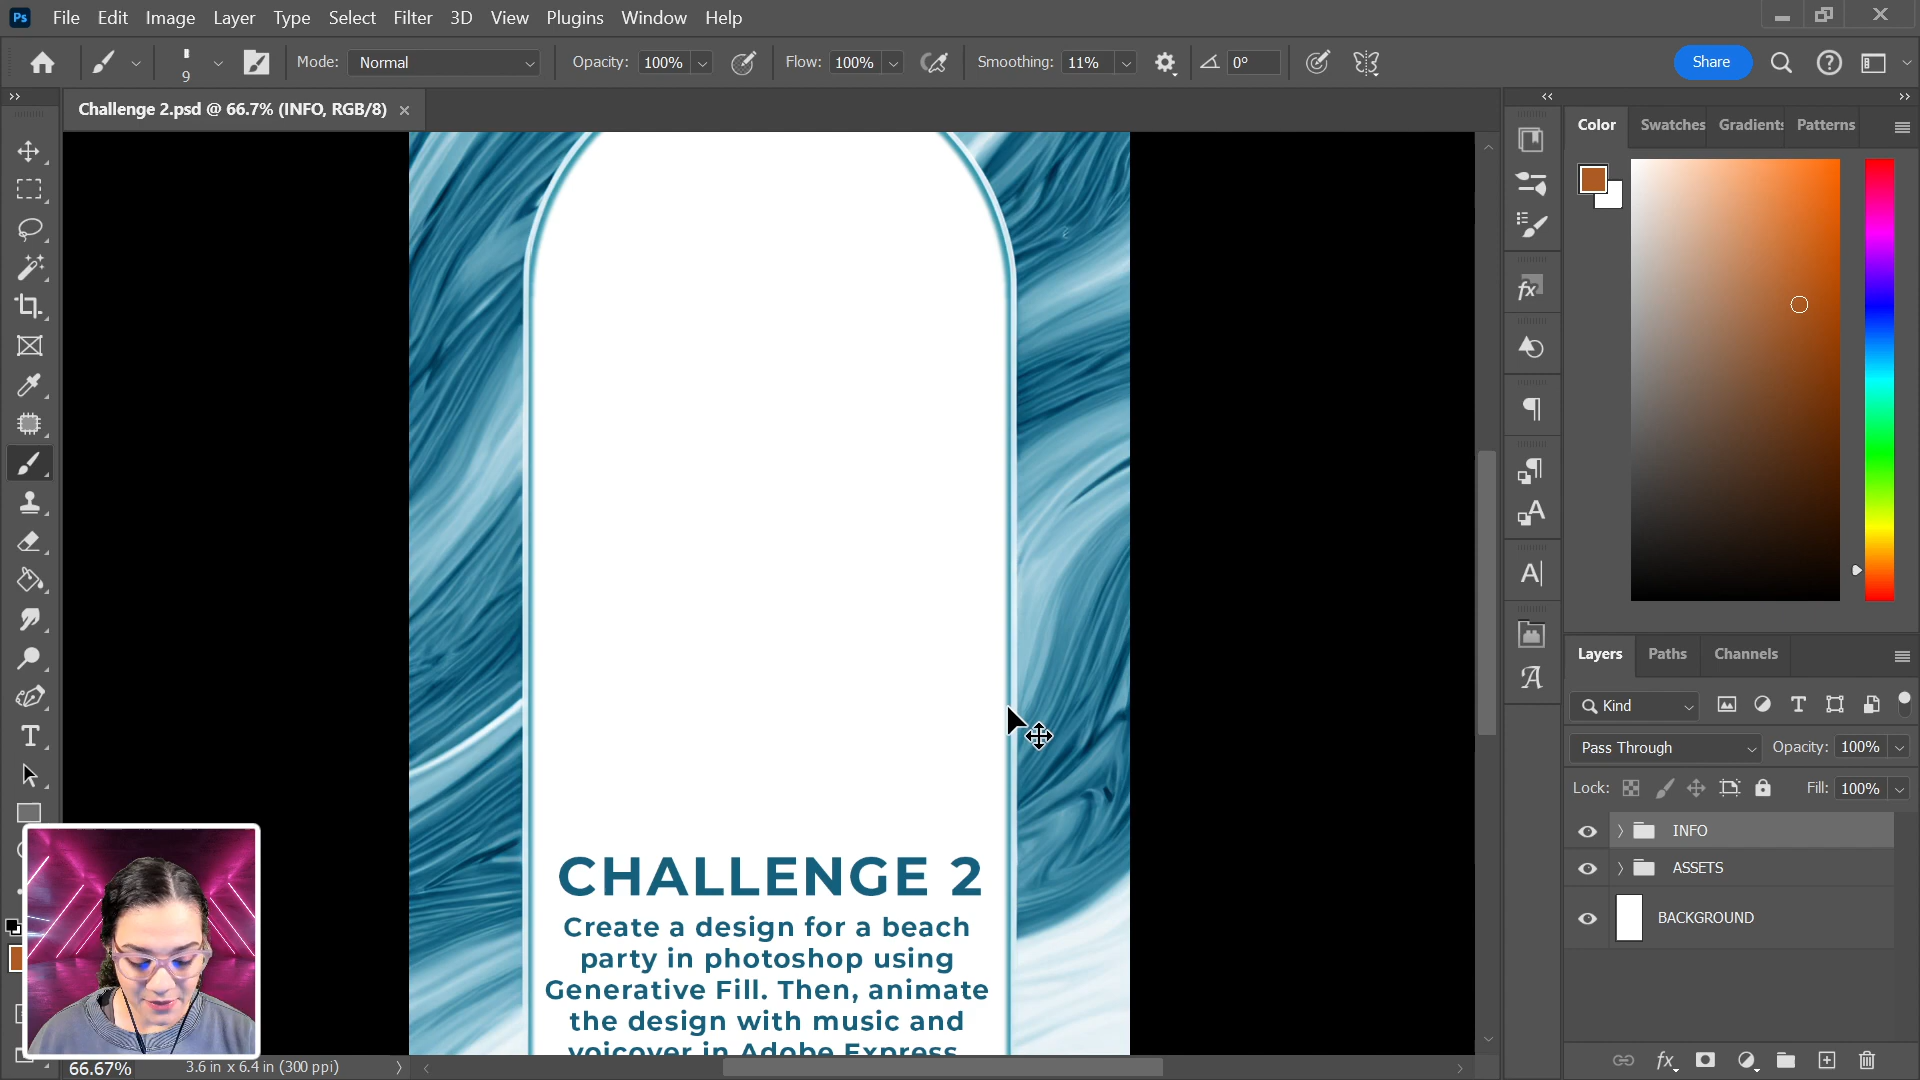 Ps File Edit Image Layer Type Select Filter 3D View Plugins Window Help
9 Mode: Normal Opacity: 100% Flow: 100% Smoothing: 11% 0° Share
Challenge 2.psd @ 66.7% (INFO, RGB/8)
Color Swatches Gradients Patterns
CHALLENGE 2
Create a design for a beach
party in photoshop using
Generative Fill. Then, animate
the design with music and
voicover in Adobe Express
Layers Paths Channels
Kind
Pass Through Opacity: 100%
Lock: Fill: 100%
INFO
ASSETS
BACKGROUND
66.67% 3.6 in x 6.4 in (300 ppi)